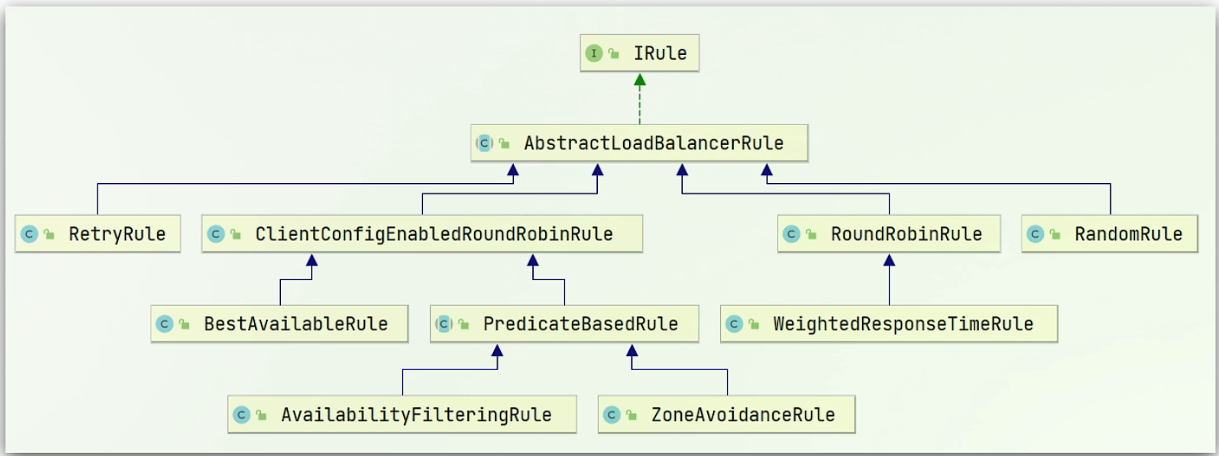 I IRule
C AbstractLoadBalancerRule
C RetryRule
C ClientConfigEnabledRoundRobinRule
C RoundRobinRule
C RandomRule
C BestAvailableRule
C PredicateBasedRule
C WeightedResponseTimeRule
C AvailabilityFilteringRule
C ZoneAvoidanceRule